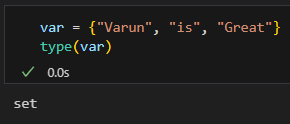 var = {"Varun", "is", "Great"}
type(var)
✓ 0.0s
set